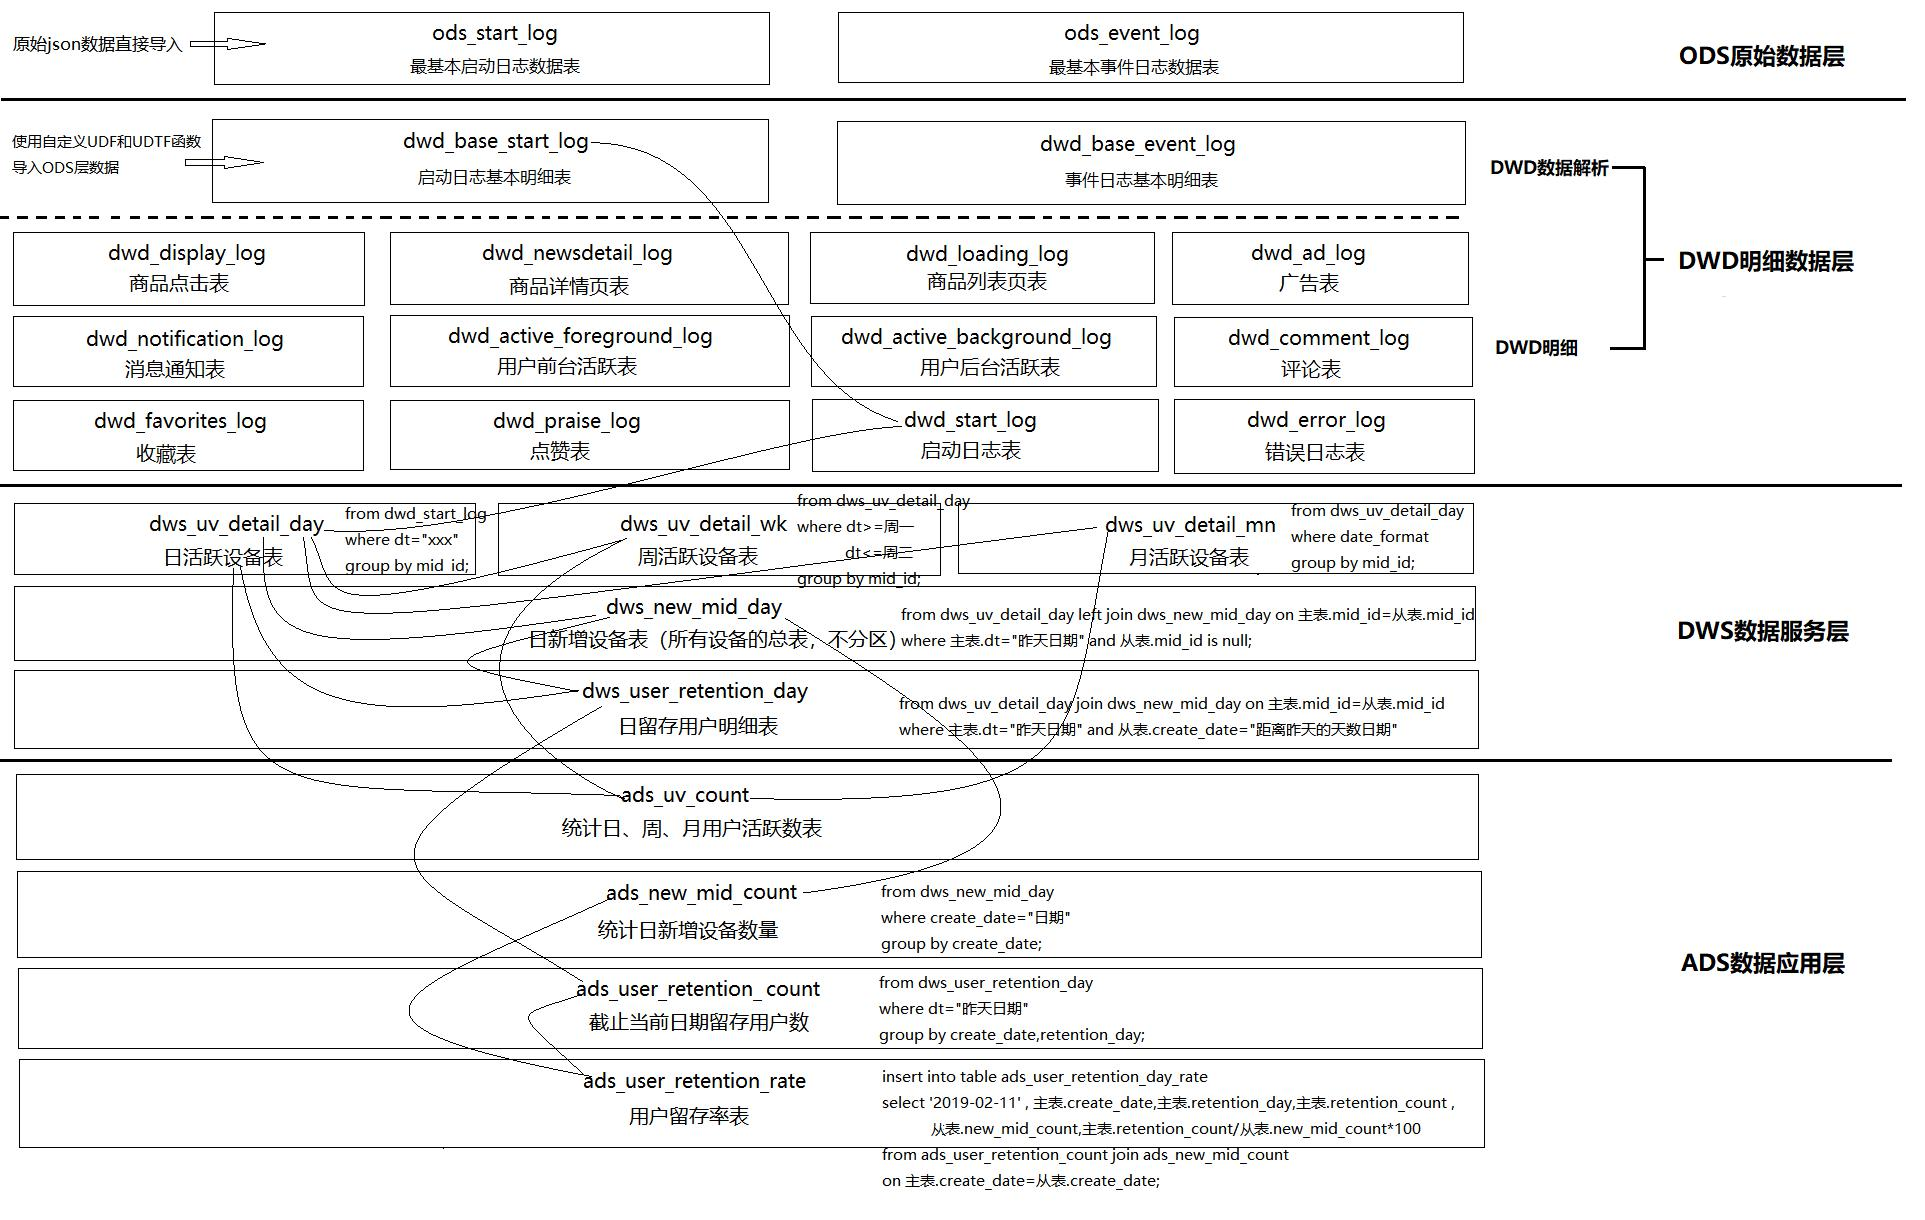 原始json数据直接导入
ods_start_log
最基本启动日志数据表
ods_event_log
最基本事件日志数据表
ODS原始数据层
使用自定义UDF和UDTF函数
导入ODS层数据
dwd_base_start_log
启动日志基本明细表
dwd_base_event_log
事件日志基本明细表
DWD数据解析
DWD明细数据层
DWD明细
dwd_display_log
商品点击表
dwd_newsdetail_log
商品详情页表
dwd_loading_log
商品列表页表
dwd_ad_log
广告表
dwd_notification_log
消息通知表
dwd_active_foreground_log
用户前台活跃表
dwd_active_background_log
用户后台活跃表
dwd_comment_log
评论表
dwd_favorites_log
收藏表
dwd_praise_log
点赞表
dwd_start_log
启动日志表
dwd_error_log
错误日志表
dws_uv_detail_day
日活跃设备表
from dwd_start_log
where dt="xxx"
group by mid_id;
dws_uv_detail_wk
周活跃设备表
from dws_uv_detail_day
where dt>=周一
dt<=周二
group by mid_id;
dws_uv_detail_mn
月活跃设备表
from dws_uv_detail_day
where date_format
group by mid_id;
dws_new_mid_day
日新增设备表（所有设备的总表，不分区）
from dws_uv_detail_day left join dws_new_mid_day on 主表.mid_id=从表.mid_id
where 主表.dt="昨天日期" and 从表.mid_id is null;
DWS数据服务层
dws_user_retention_day
日留存用户明细表
from dws_uv_detail_day join dws_new_mid_day on 主表.mid_id=从表.mid_id
where 主表.dt="昨天日期" and 从表.create_date="距离昨天的天数日期"
ads_uv_count
统计日、周、月用户活跃数表
ads_new_mid_count
统计日新增设备数量
from dws_new_mid_day
where create_date="日期"
group by create_date;
ADS数据应用层
ads_user_retention_count
截止当前日期留存用户数
from dws_user_retention_day
where dt="昨天日期"
group by create_date,retention_day;
ads_user_retention_rate
用户留存率表
insert into table ads_user_retention_day_rate
select '2019-02-11' , 主表.create_date,主表.retention_day,主表.retention_count ,
从表.new_mid_count,主表.retention_count/从表.new_mid_count*100
from ads_user_retention_count join ads_new_mid_count
on 主表.create_date=从表.create_date;